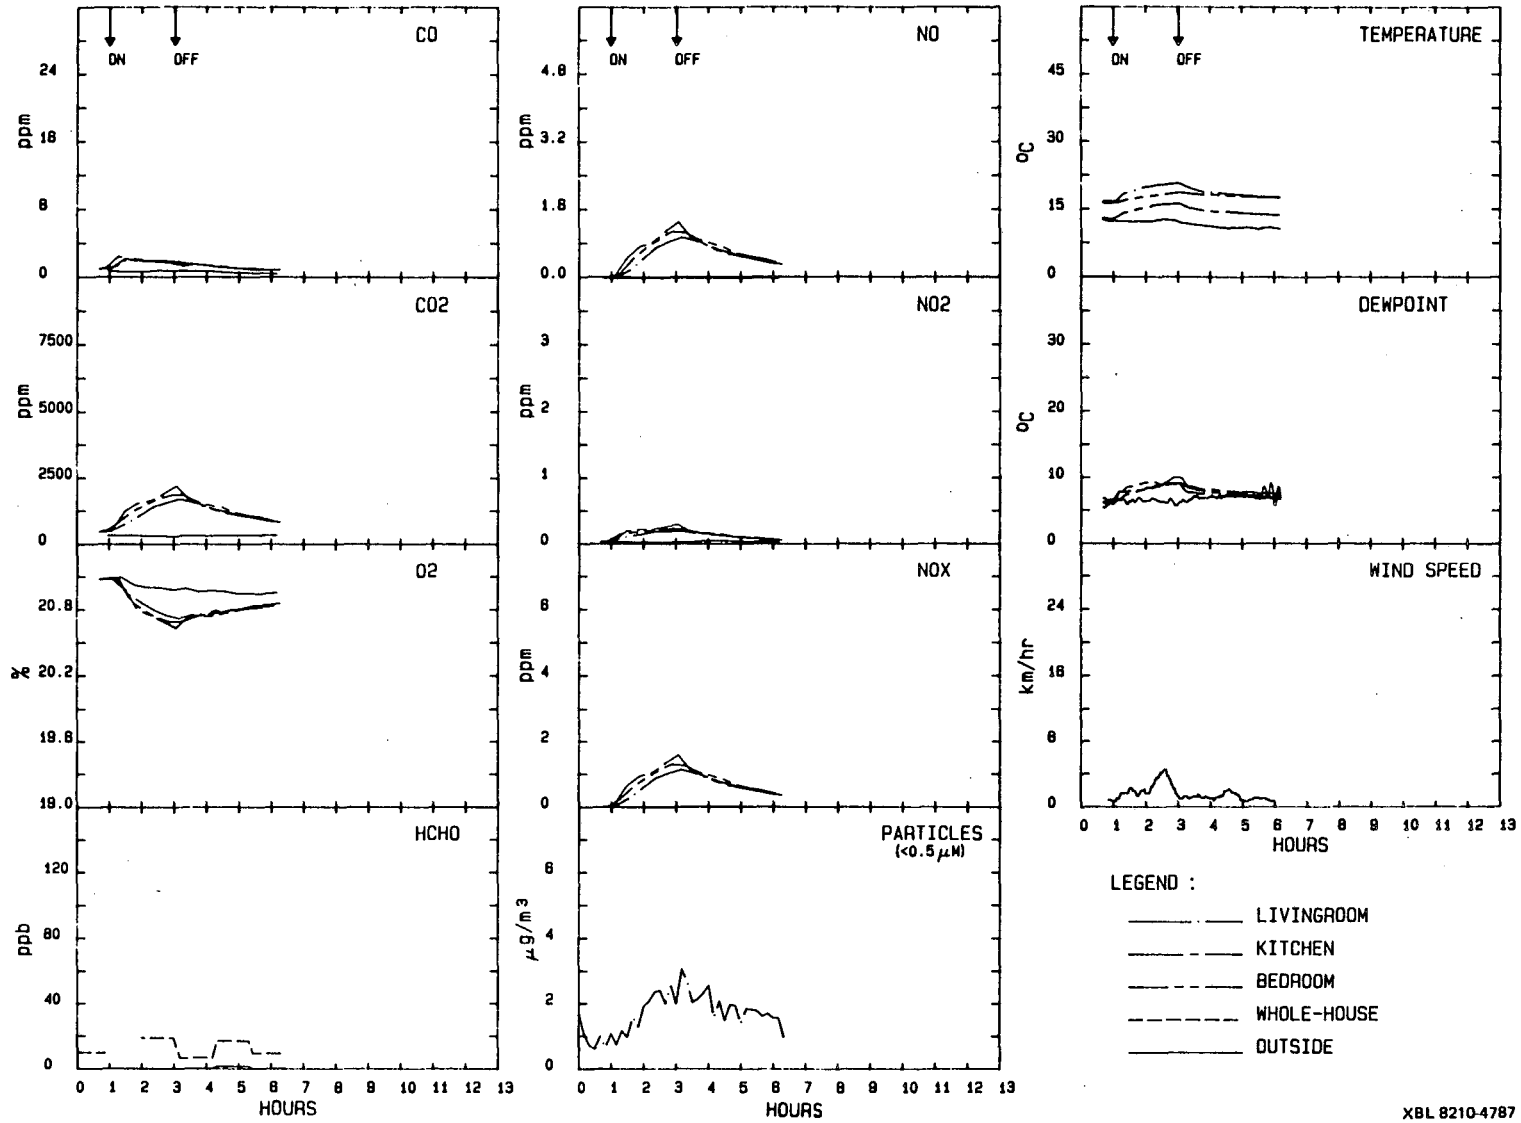 CO
ON
OFF
24
16
8
0
ppm
NO
ON
OFF
4.8
3.2
1.6
0.0
ppm
TEMPERATURE
ON
OFF
45
30
15
0
°C
CO2
7500
5000
2500
0
ppm
NO2
3
2
1
0
ppm
DEWPOINT
30
20
10
0
°C
O2
20.8
20.2
19.6
19.0
%
NOX
6
4
2
0
ppm
WIND SPEED
24
16
8
0
km/hr
0 1 2 3 4 5 6 7 8 9 10 11 12 13
HOURS
HCHO
120
80
40
0
ppb
0 1 2 3 4 5 6 7 8 9 10 11 12 13
HOURS
PARTICLES
(<0.5 μM)
6
4
2
0
μg/m³
0 1 2 3 4 5 6 7 8 9 10 11 12 13
HOURS
LEGEND :
LIVINGROOM
KITCHEN
BEDROOM
WHOLE-HOUSE
OUTSIDE
XBL 8210-4787